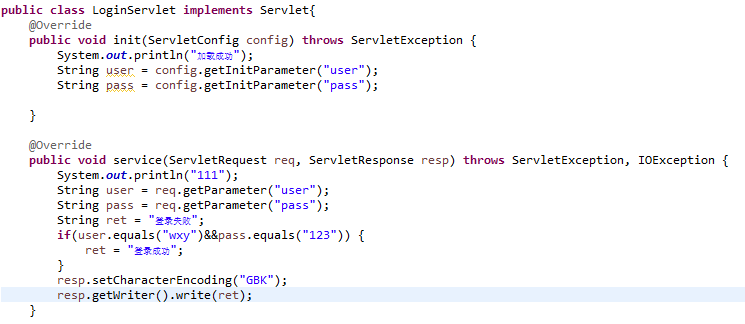 public class LoginServlet implements Servlet{
@Override
public void init(ServletConfig config) throws ServletException {
System.out.println("加载成功");
String user = config.getInitParameter("user");
String pass = config.getInitParameter("pass");
}
@Override
public void service(ServletRequest req, ServletResponse resp) throws ServletException, IOException {
System.out.println("111");
String user = req.getParameter("user");
String pass = req.getParameter("pass");
String ret = "登录失败";
if(user.equals("wxy")&&pass.equals("123")) {
ret = "登录成功";
}
resp.setCharacterEncoding("GBK");
resp.getWriter().write(ret);
}